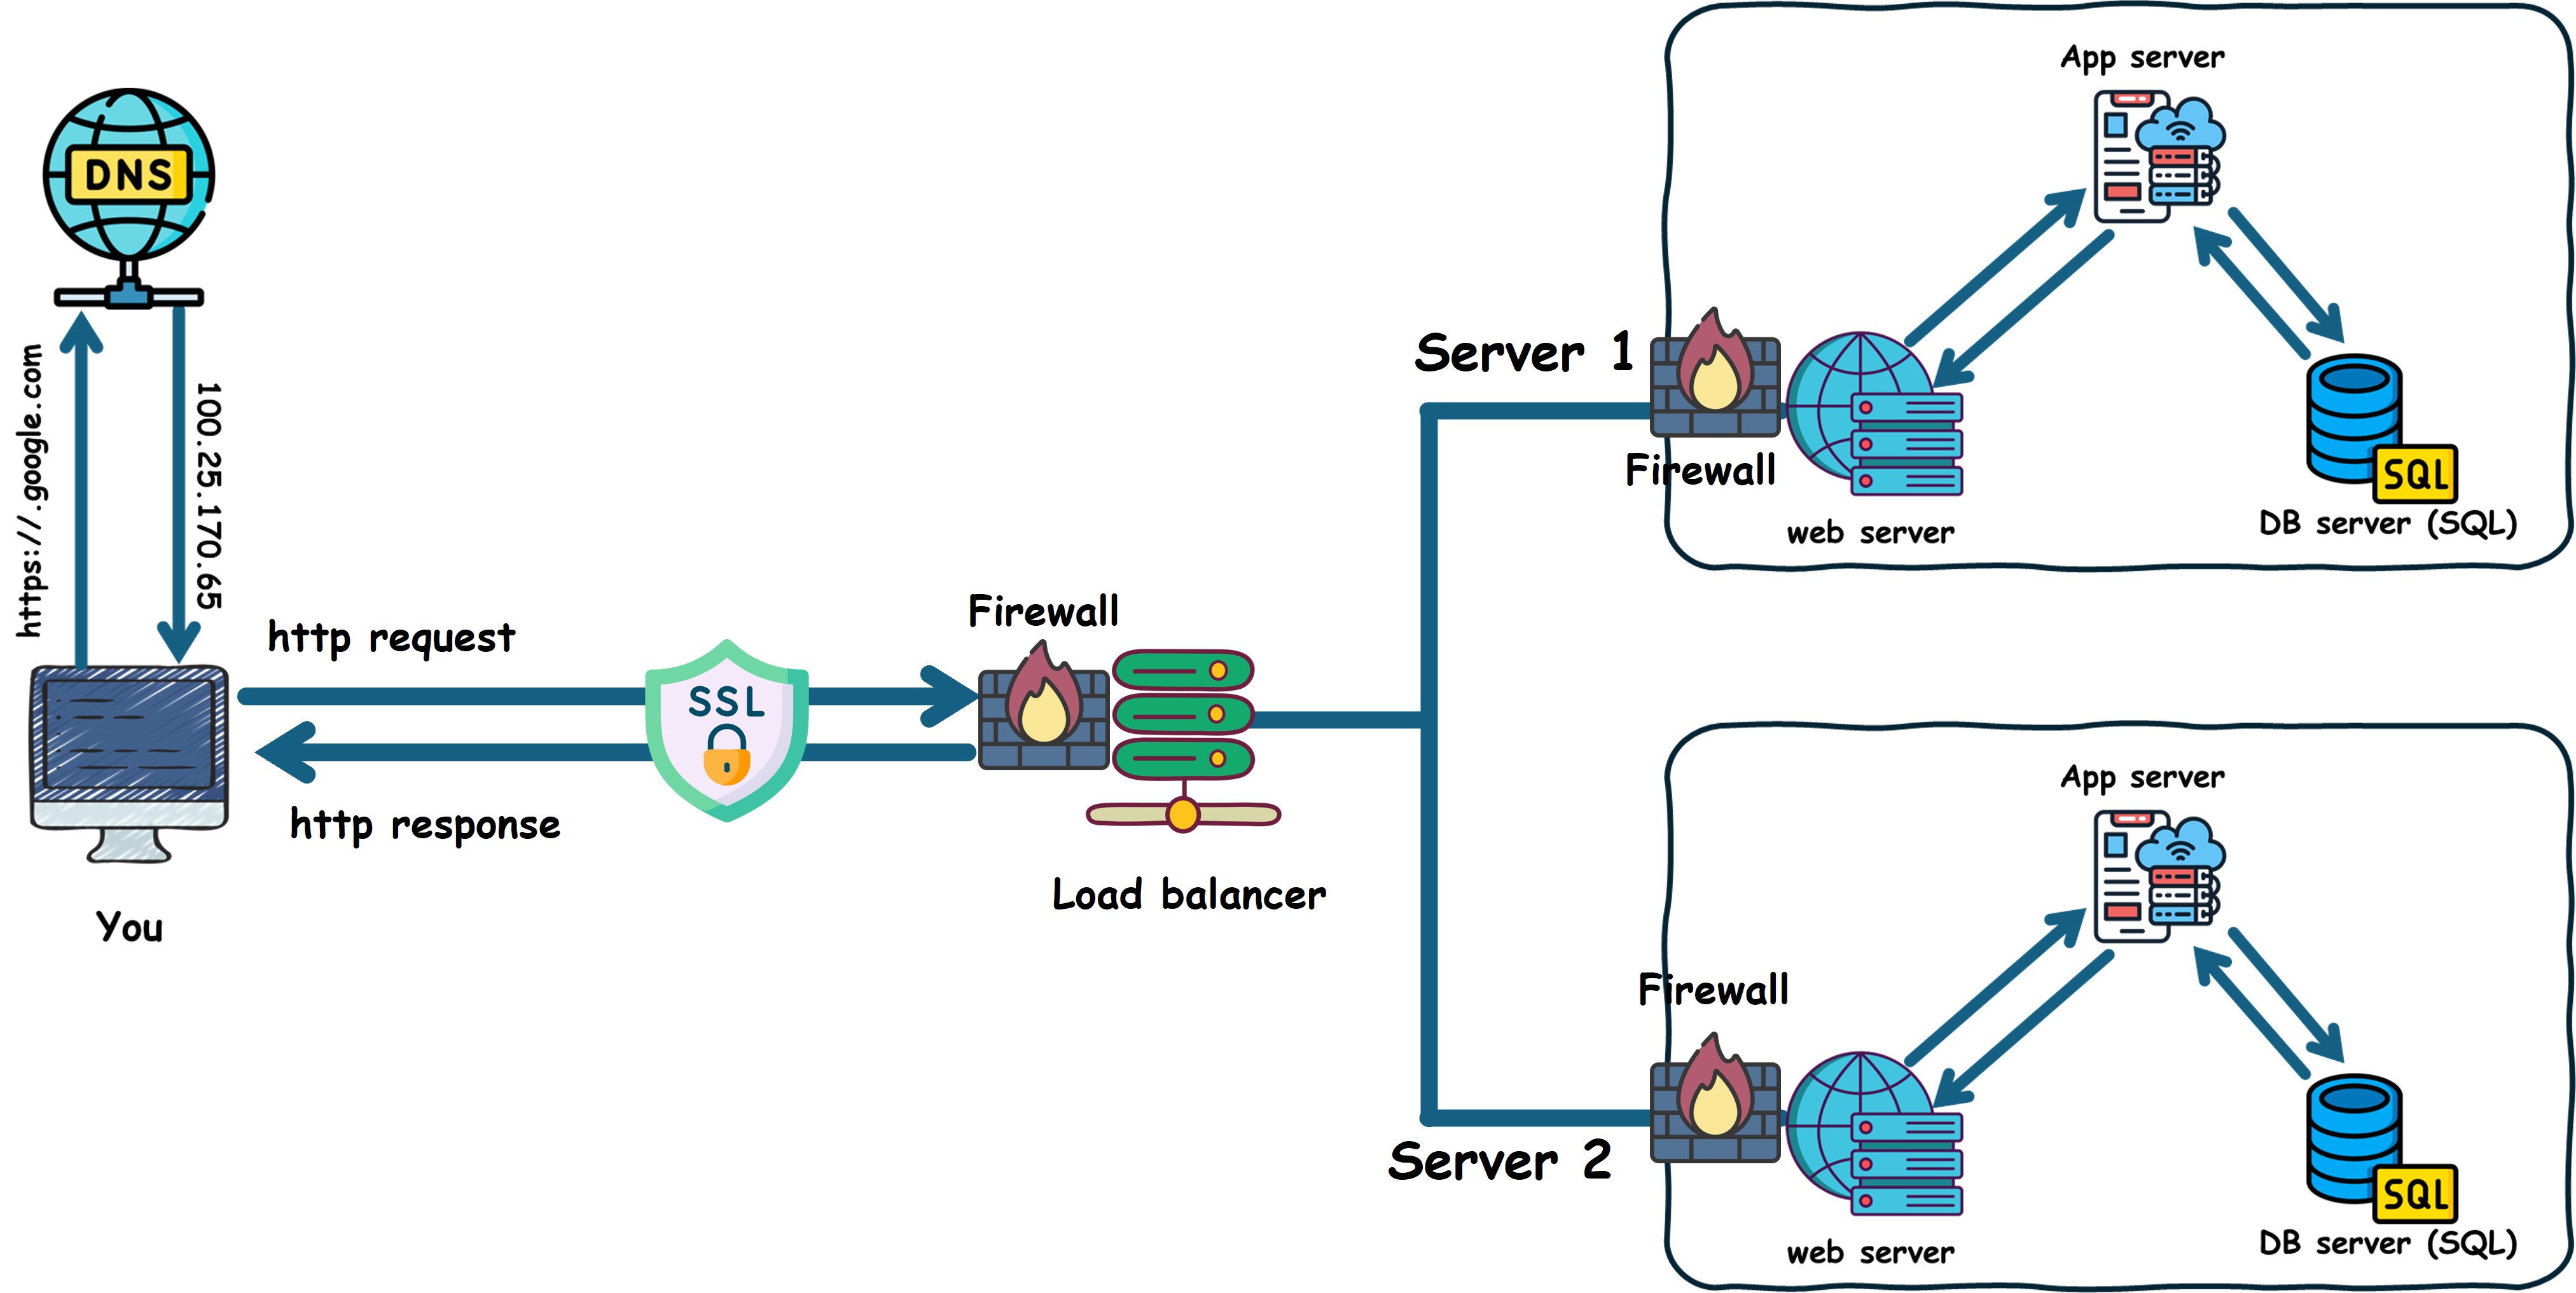 DNS
https://.google.com
100.25.170.65
You
http request
http response
SSL
Firewall
Load balancer
Server 1
Firewall
web server
App server
SQL
DB server (SQL)
Server 2
Firewall
web server
App server
SQL
DB server (SQL)